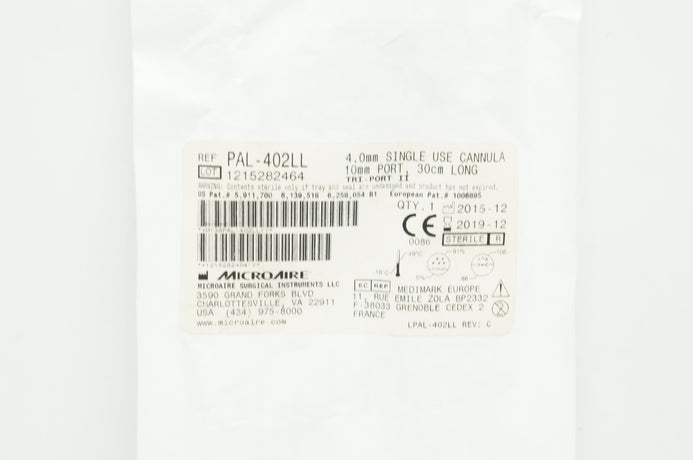 REF PAL-402LL
LOT 1215282464
4.0mm SINGLE USE CANNULA
10mm PORT, 30cm LONG
TRI-PORT II
WARNING: Contents sterile only if tray and seal are undamaged and product has not expired.
US Pat.# 5,911,700 6,139,518 6,258,054 B1 European Pat.# 1006895
QTY. 1 2015-12
2019-12
CE
0086
STERILE R
MICROAIRE
MICROAIRE SURGICAL INSTRUMENTS LLC
3590 GRAND FORKS BLVD
CHARLOTTESVILLE, VA 22911
USA (434) 975-8000
www.microaire.com
EC REP MEDIMARK EUROPE
11, RUE EMILE ZOLA BP2332
F-38033 GRENOBLE CEDEX 2
FRANCE
LPAL-402LL REV: C